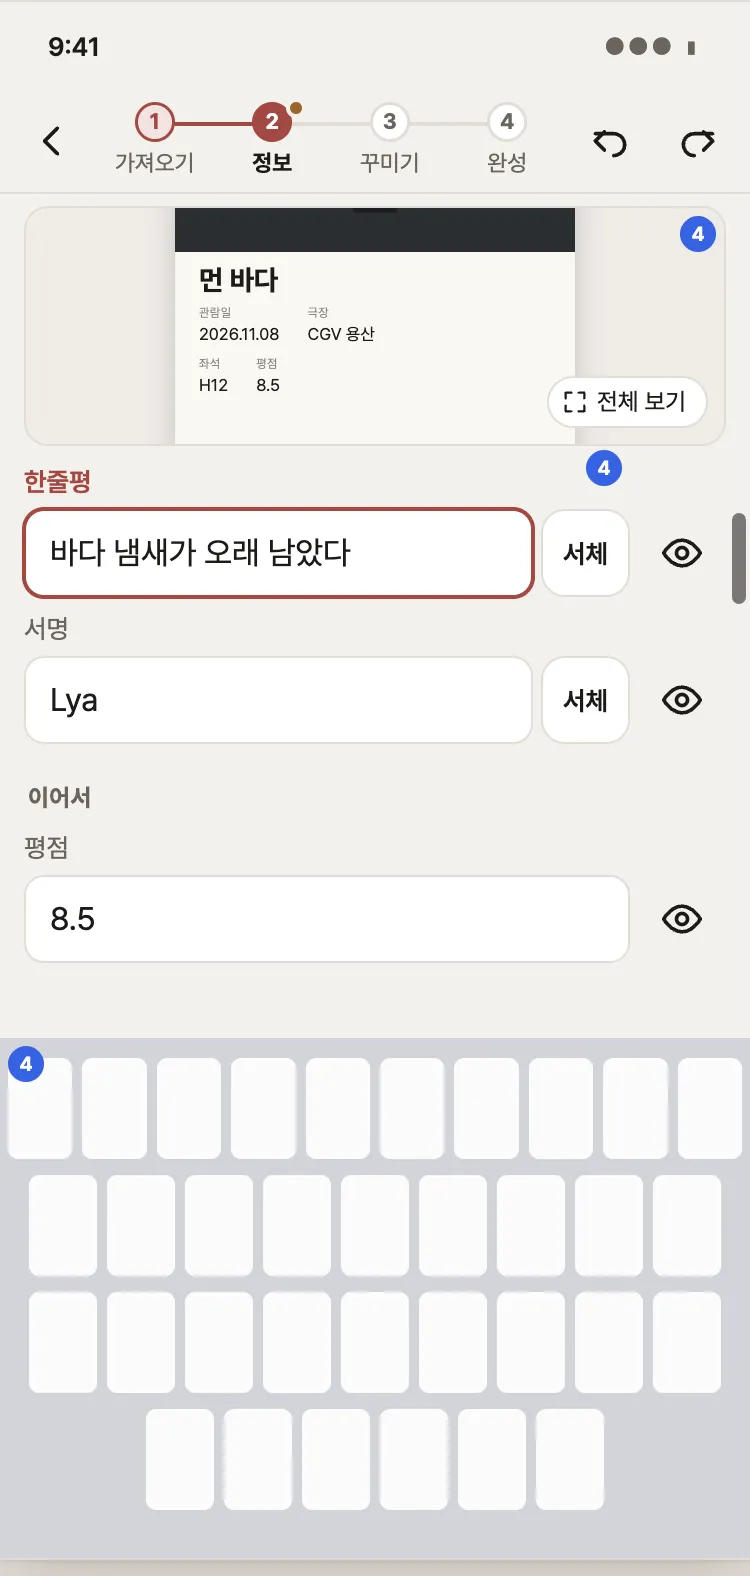 9:41
1 2 3 4
가져오기 정보 꾸미기 완성
4
먼 바다
관람일 극장
2026.11.08 CGV 용산
좌석 평점
H12 8.5
전체 보기
4
한줄평
바다 냄새가 오래 남았다 서체
서명
Lya 서체
이어서
평점
8.5
4